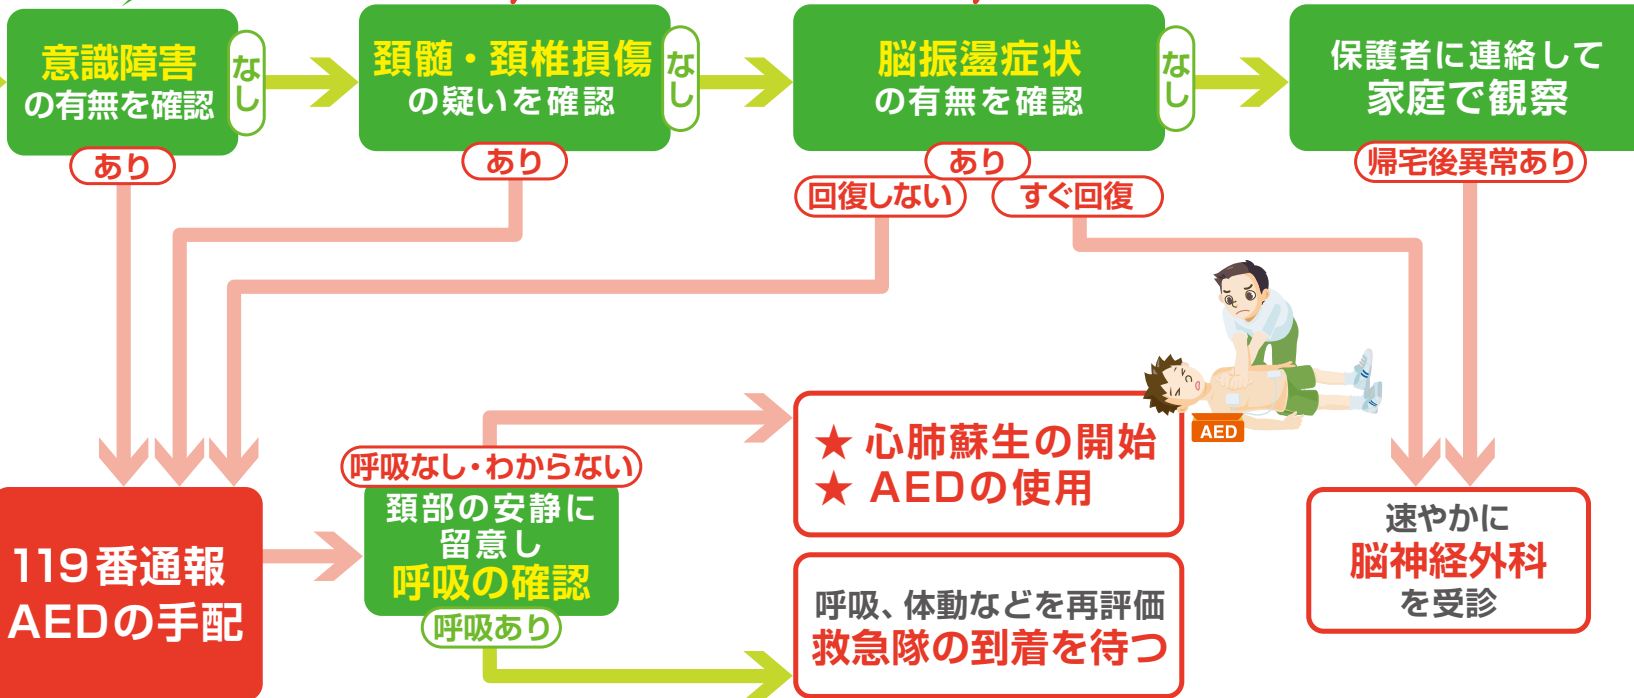 意識障害
の有無を確認
なし
あり
頚髄・頚椎損傷
の疑いを確認
なし
あり
脳振盪症状
の有無を確認
なし
あり
回復しない
すぐ回復
保護者に連絡して
家庭で観察
帰宅後異常あり
119番通報
AEDの手配
呼吸なし・わからない
頚部の安静に
留意し
呼吸の確認
呼吸あり
★ 心肺蘇生の開始
★ AEDの使用
AED
呼吸、体動などを再評価
救急隊の到着を待つ
速やかに
脳神経外科
を受診